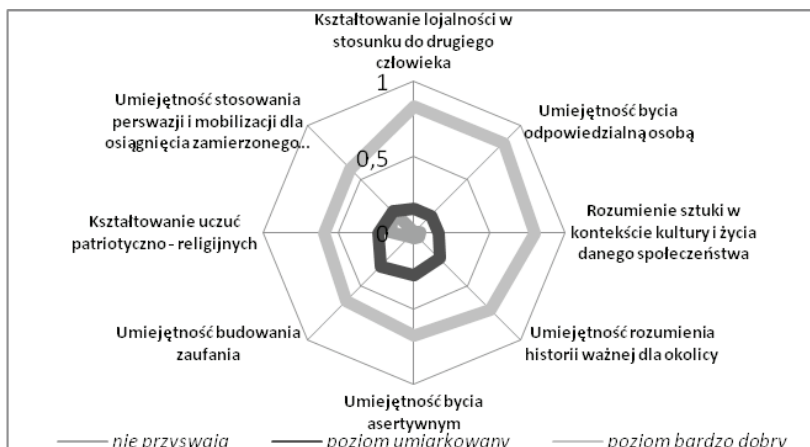 Kształtowanie lojalności w
stosunku do drugiego
człowieka
1
Umiejętność stosowania
perswazji i mobilizacji dla
osiągnięcia zamierzonego..
Umiejętność bycia
odpowiedzialną osobą
0,5
Kształtowanie uczuć
patriotyczno - religijnych
0
Rozumienie sztuki w
kontekście kultury i życia
danego społeczeństwa
Umiejętność budowania
zaufania
Umiejętność rozumienia
historii ważnej dla okolicy
Umiejętność bycia
asertywnym
nie przyswaja
poziom umiarkowany
poziom bardzo dobry